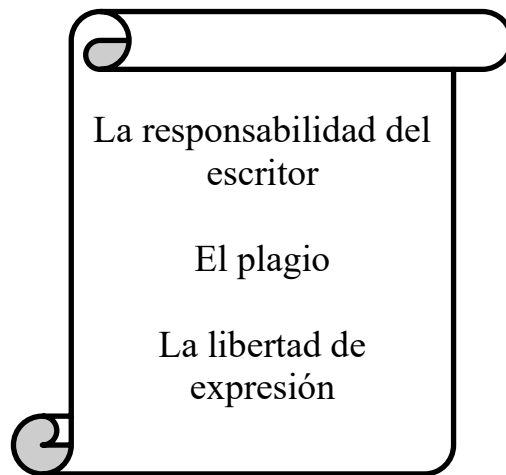 La responsabilidad del
escritor
El plagio
La libertad de
expresión